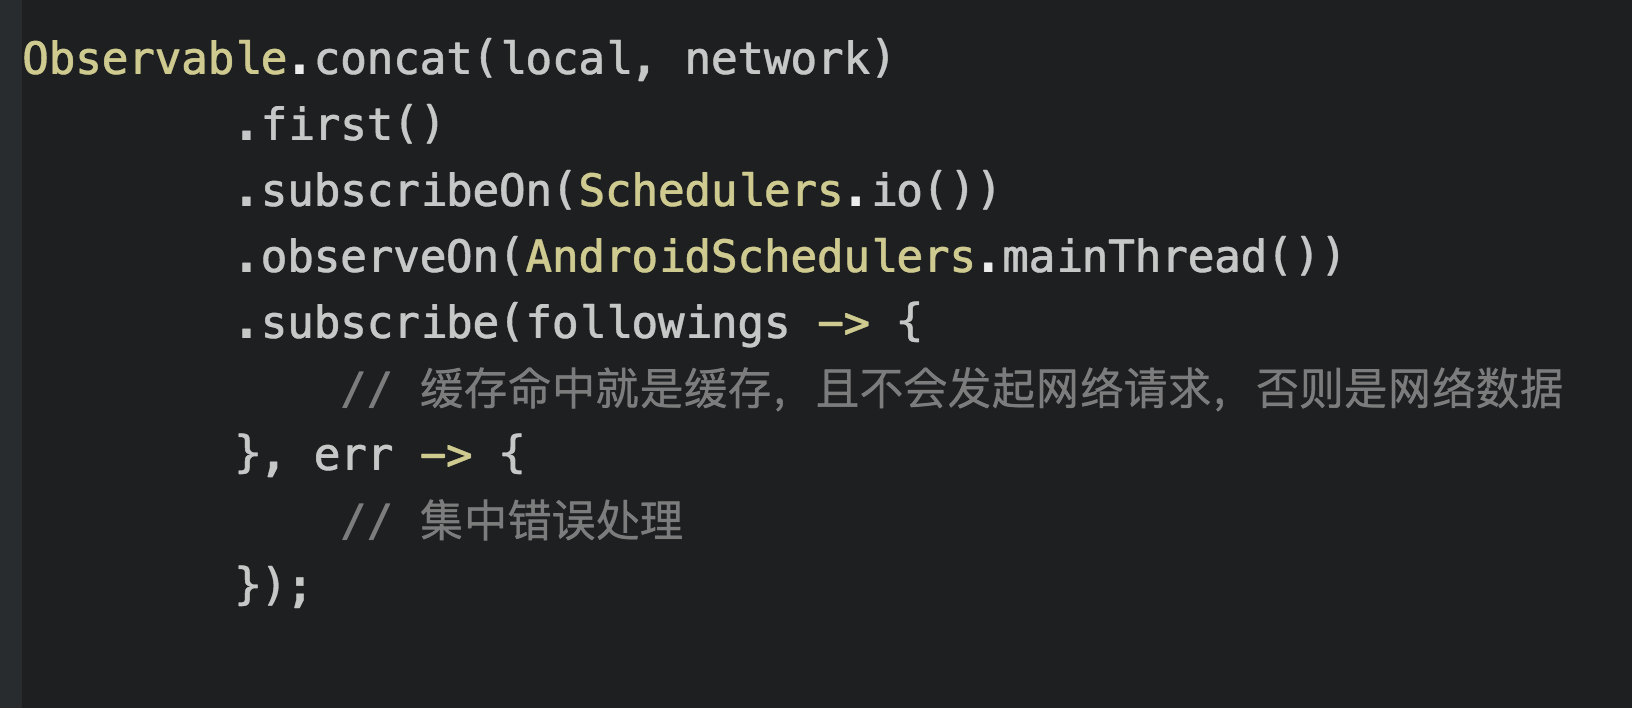 Observable.concat(local, network)
        .first()
        .subscribeOn(Schedulers.io())
        .observeOn(AndroidSchedulers.mainThread())
        .subscribe(followings -> {
            // 缓存命中就是缓存，且不会发起网络请求，否则是网络数据
        }, err -> {
            // 集中错误处理
        });